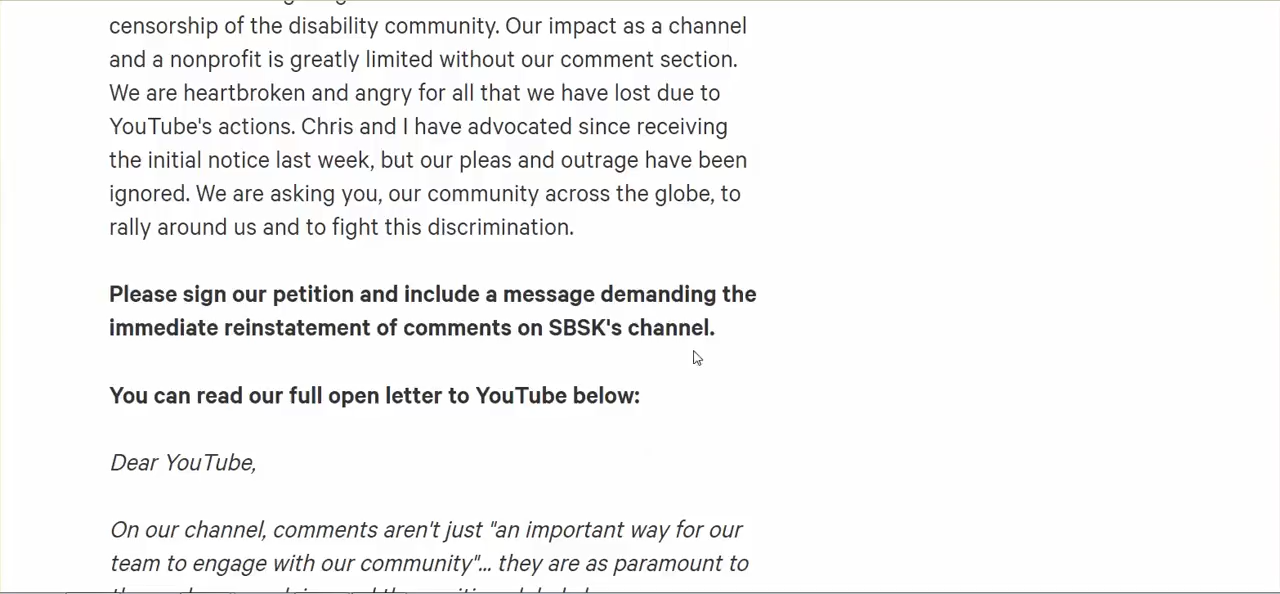 censorship of the disability community. Our impact as a channel
and a nonprofit is greatly limited without our comment section.
We are heartbroken and angry for all that we have lost due to
YouTube's actions. Chris and I have advocated since receiving
the initial notice last week, but our pleas and outrage have been
ignored. We are asking you, our community across the globe, to
rally around us and to fight this discrimination.
Please sign our petition and include a message demanding the
immediate reinstatement of comments on SBSK's channel.
You can read our full open letter to YouTube below:
Dear YouTube,
On our channel, comments aren't just "an important way for our
team to engage with our community"... they are as paramount to